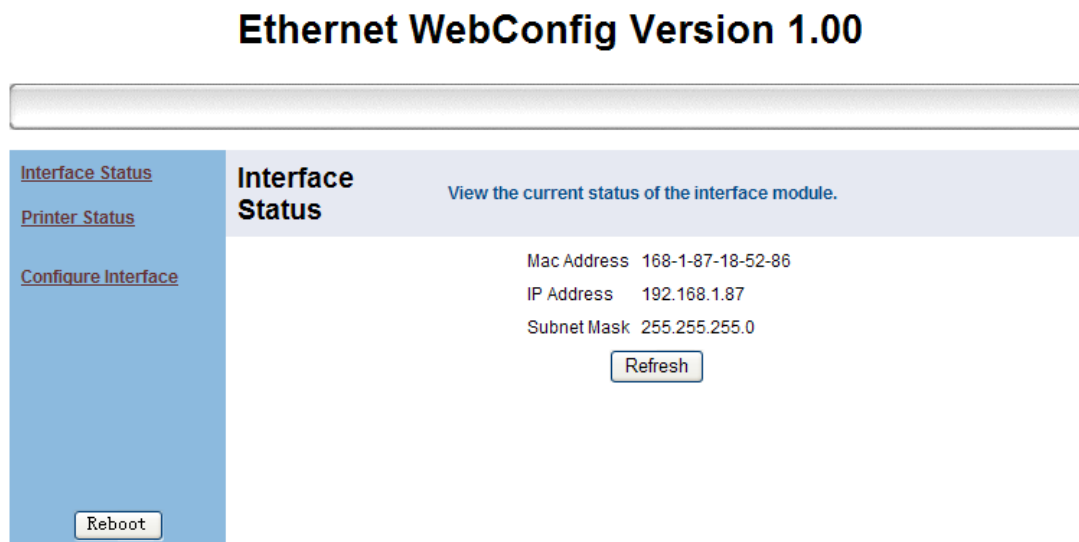 Ethernet WebConfig Version 1.00
Interface Status
Printer Status
Configure Interface
Reboot
Interface
Status
View the current status of the interface module.
Mac Address 168-1-87-18-52-86
IP Address 192.168.1.87
Subnet Mask 255.255.255.0
Refresh